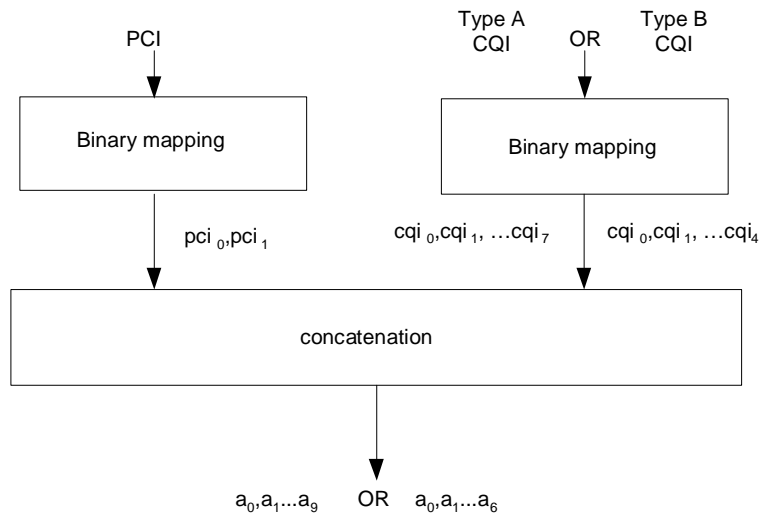 PCI
Type A
CQI
OR
Type B
CQI
Binary mapping
Binary mapping
pci 0,pci 1
cqi 0,cqi 1, …cqi 7
cqi 0,cqi 1, …cqi4
concatenation
a0,a1...a9 OR a0,a1...a6